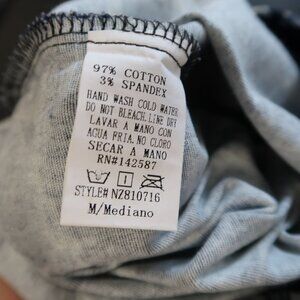 97% COTTON
3% SPANDEX
HAND WASH COLD WATER
DO NOT BLEACH.LINE DRY
LAVAR A MANO CON
AGUA FRIA.NO CLORO
SECAR A MANO
RN#142587
STYLE# NZ810716
M/Mediano